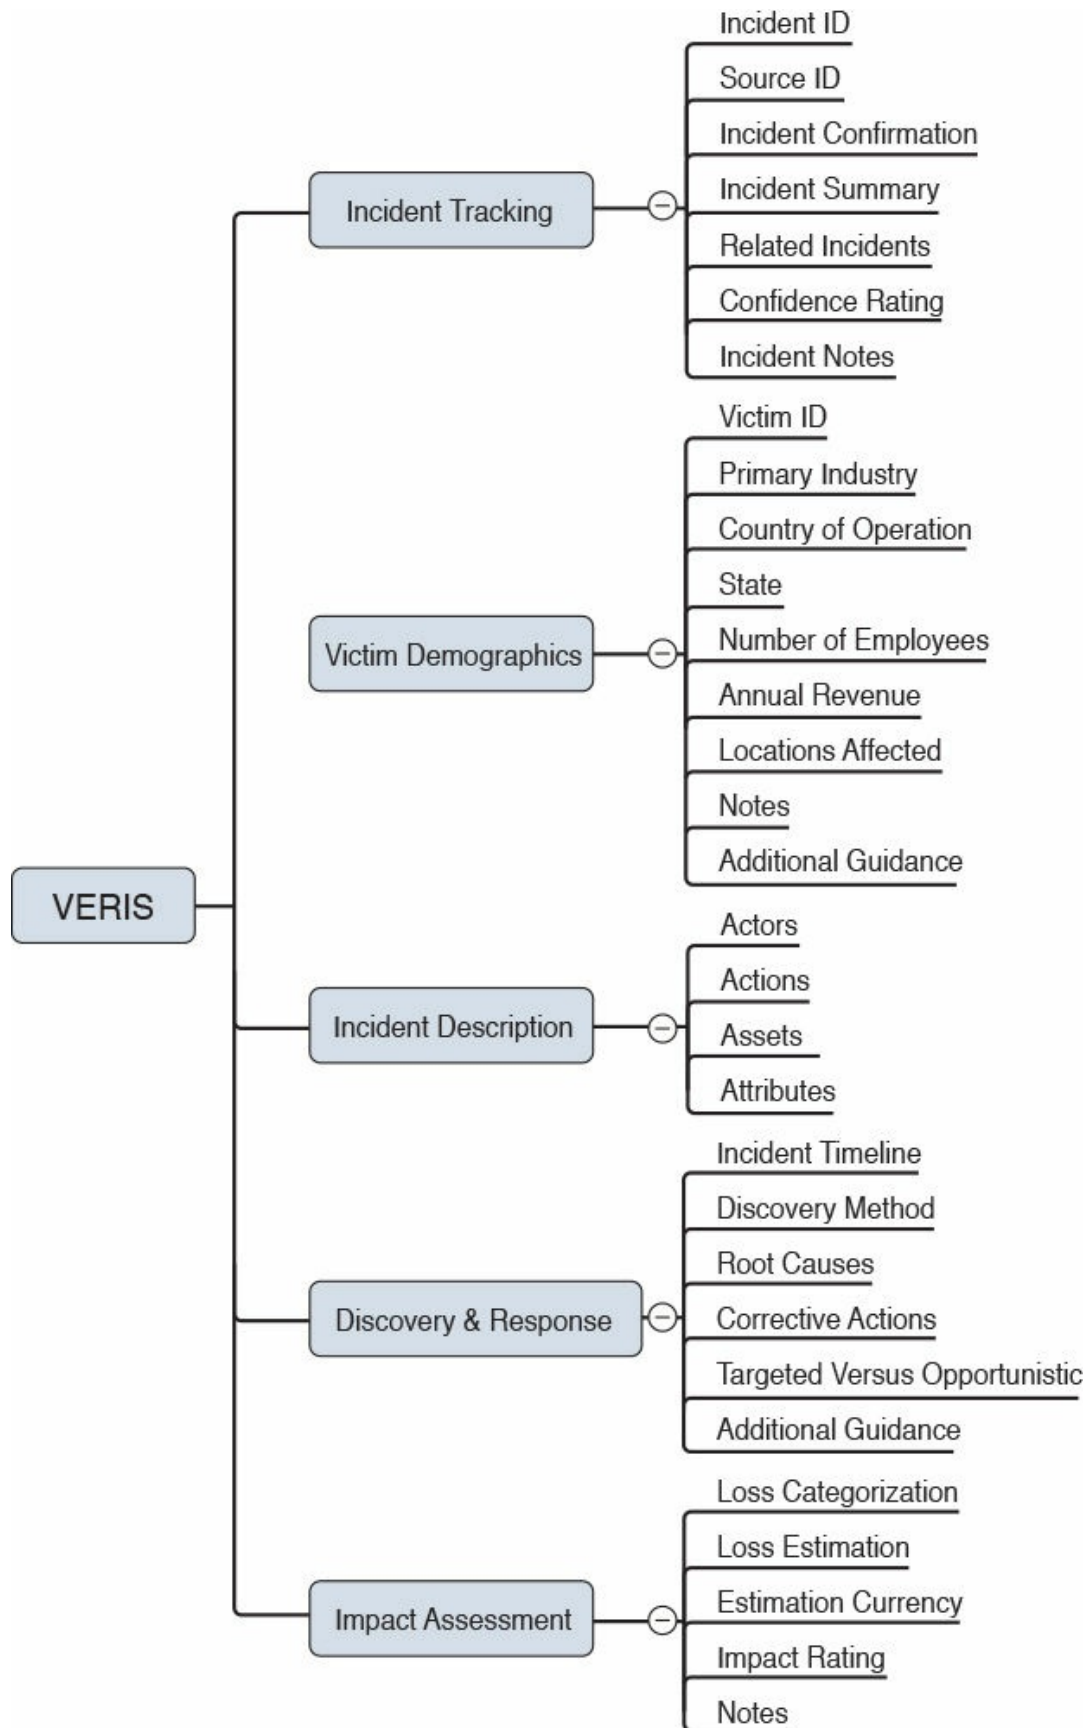 Incident ID
Source ID
Incident Confirmation
Incident Summary
Incident Tracking
Related Incidents
Confidence Rating
Incident Notes
Victim ID
Primary Industry
Country of Operation
State
Number of Employees
Victim Demographics
Annual Revenue
Locations Affected
Notes
Additional Guidance
VERIS
Actors
Actions
Incident Description
Assets
Attributes
Incident Timeline
Discovery Method
Root Causes
Discovery & Response
Corrective Actions
Targeted Versus Opportunistic
Additional Guidance
Loss Categorization
Loss Estimation
Estimation Currency
Impact Assessment
Impact Rating
Notes